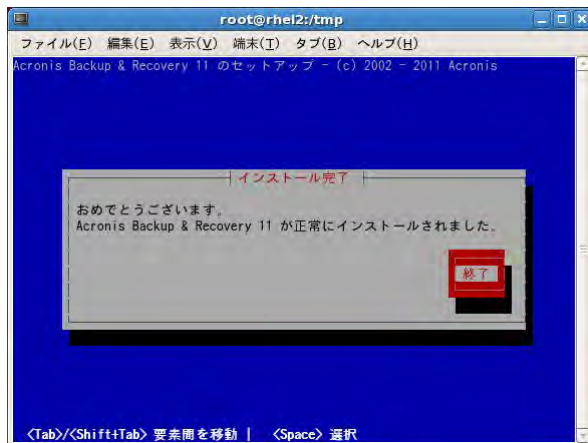 root@rhel2:/tmp
ファイル(F) 編集(E) 表示(V) 端末(T) タブ(B) ヘルプ(H)
Acronis Backup & Recovery 11 のセットアップ - (c) 2002 - 2011 Acronis
インストール完了
おめでとうございます。
Acronis Backup & Recovery 11 が正常にインストールされました。
終了
<Tab>/<Shift+Tab> 要素間を移動 | <Space> 選択